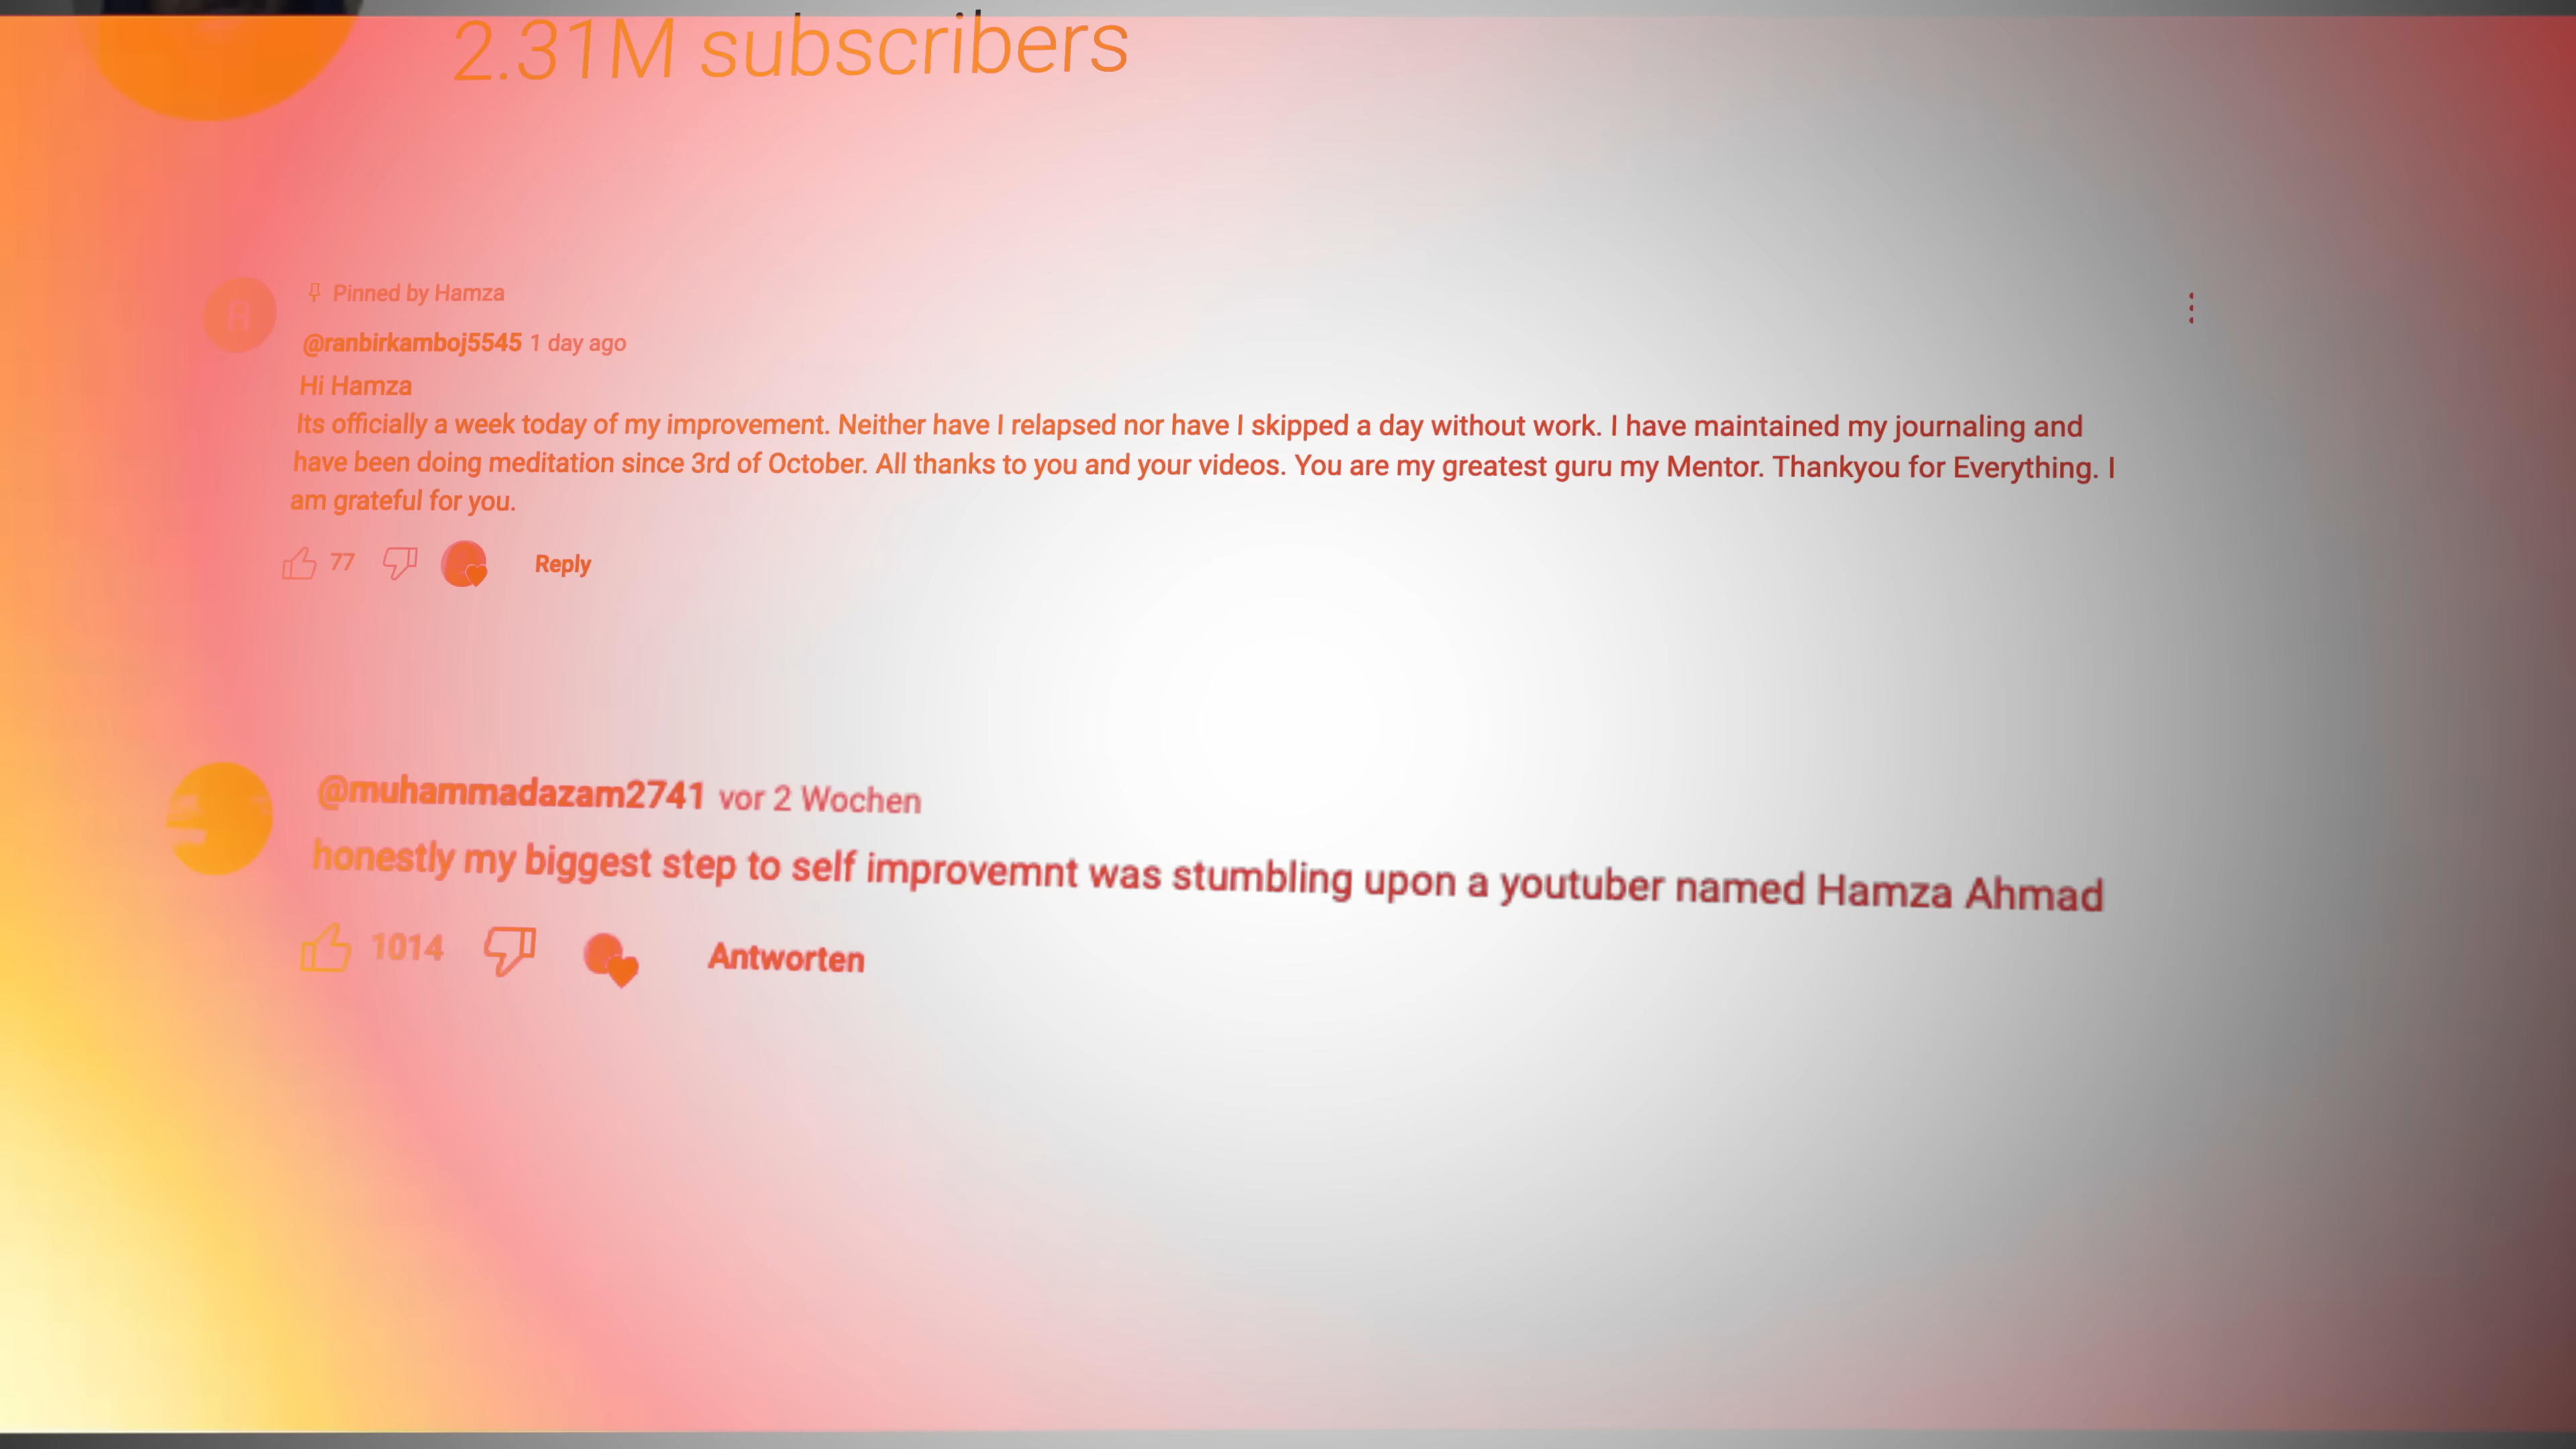 2.31M subscribers
Pinned by Hamza
R
@ranbirkamboj5545 1 day ago
Hi Hamza
Its officially a week today of my improvement. Neither have I relapsed nor have I skipped a day without work. I have maintained my journaling and
have been doing meditation since 3rd of October. All thanks to you and your videos. You are my greatest guru my Mentor. Thankyou for Everything. I
am grateful for you.
77 Reply
@muhammadazam2741 vor 2 Wochen
honestly my biggest step to self improvemnt was stumbling upon a youtuber named Hamza Ahmad
1014 Antworten